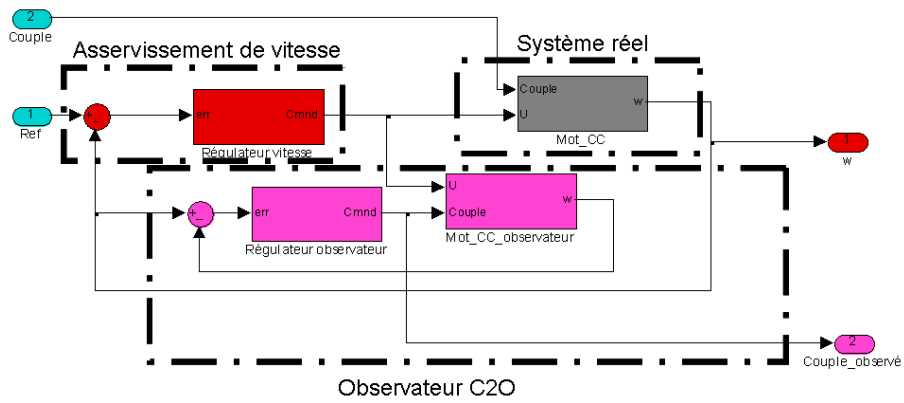 2
Couple
Asservissement de vitesse
Système réel
Couple
U
w
Mot_CC
1
Ref
+_
err
Cmnd
Régulateur vitesse
1
w
U
Couple
w
Mot_CC_observateur
+_
err
Cmnd
Régulateur observateur
2
Couple_observé
Observateur C2O